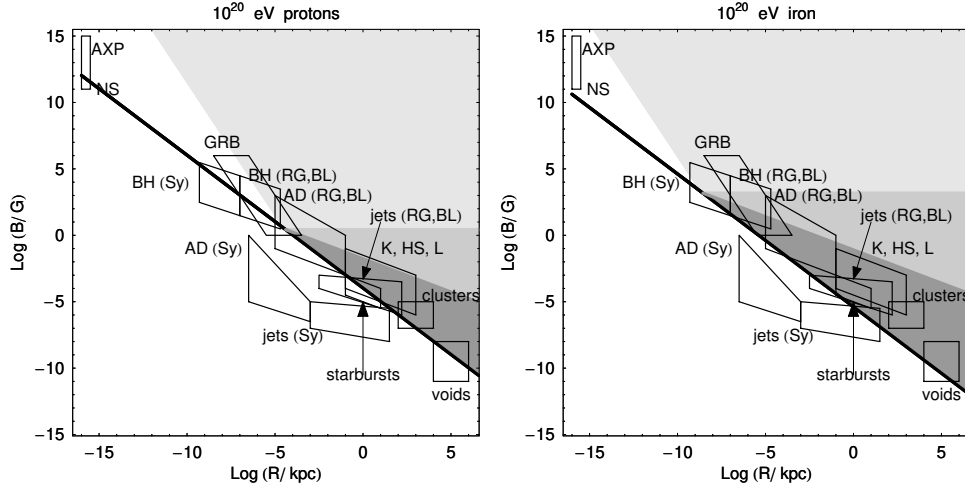 10²⁰ eV protons
15
10
5
0
−5
−10
−15
Log (B/ G)
AXP
NS
GRB
BH (Sy)
BH (RG,BL)
AD (RG,BL)
jets (RG,BL)
AD (Sy)
K, HS, L
clusters
jets (Sy)
starbursts
voids
−15
−10
−5
0
5
Log (R/ kpc)
10²⁰ eV iron
15
10
5
0
−5
−10
−15
Log (B/ G)
AXP
NS
GRB
BH (Sy)
BH (RG,BL)
AD (RG,BL)
jets (RG,BL)
AD (Sy)
K, HS, L
clusters
jets (Sy)
starbursts
voids
−15
−10
−5
0
5
Log (R/ kpc)